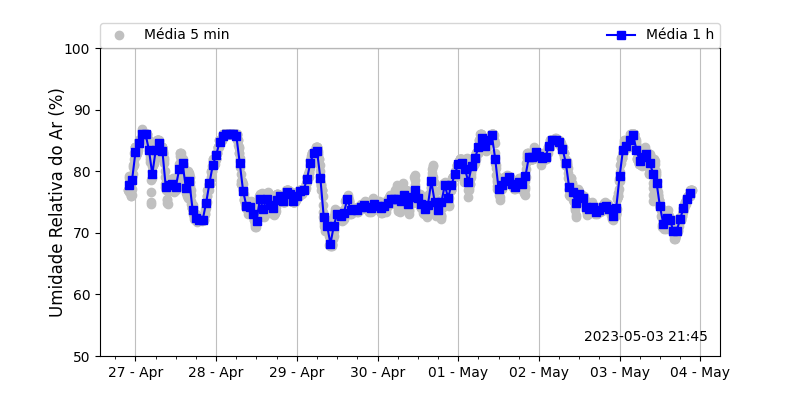 Média 5 min
Média 1 h
Umidade Relativa do Ar (%)
100
90
80
70
60
50
2023-05-03 21:45
27 - Apr
28 - Apr
29 - Apr
30 - Apr
01 - May
02 - May
03 - May
04 - May